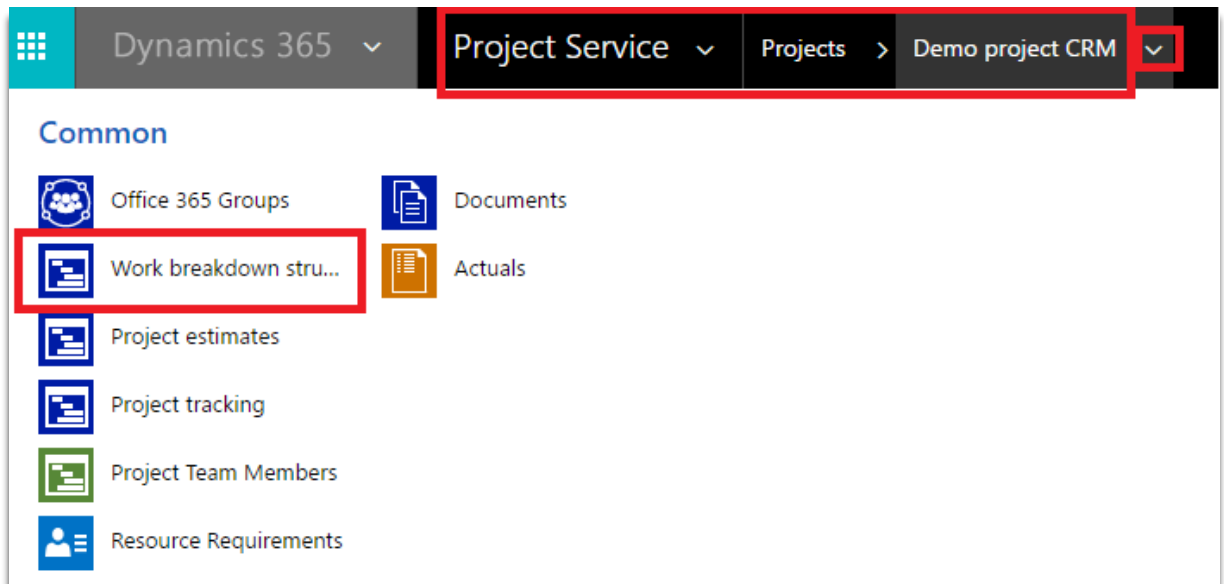 Dynamics 365
Project Service
Projects > Demo project CRM
Common
Office 365 Groups
Documents
Work breakdown stru...
Actuals
Project estimates
Project tracking
Project Team Members
Resource Requirements